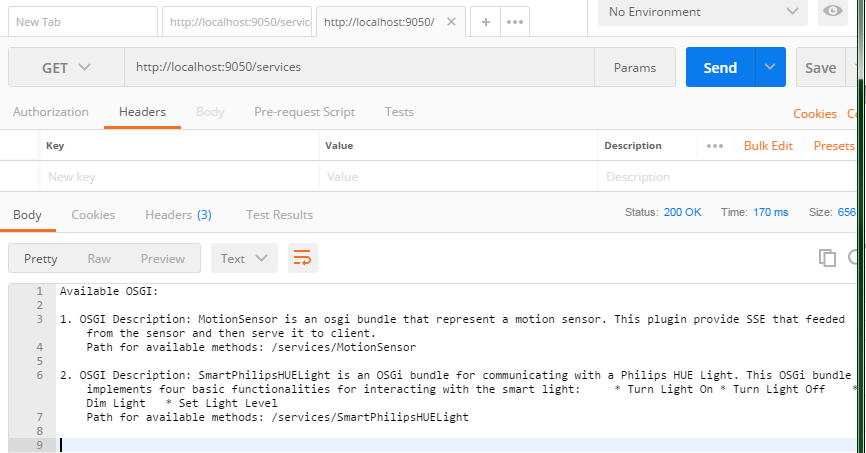 New Tab
http://localhost:9050/servic
http://localhost:9050/
No Environment
GET
http://localhost:9050/services
Params
Send
Save
Authorization
Headers
Body
Pre-request Script
Tests
Cookies
Key
Value
Description
Bulk Edit
Presets
New key
Value
Description
Body
Cookies
Headers (3)
Test Results
Status: 200 OK
Time: 170 ms
Size: 656
Pretty
Raw
Preview
Text
1 Available OSGI:
2
3 1. OSGI Description: MotionSensor is an osgi bundle that represent a motion sensor. This plugin provide SSE that feeded
from the sensor and then serve it to client.
4 Path for available methods: /services/MotionSensor
5
6 2. OSGI Description: SmartPhilipsHUELight is an OSGi bundle for communicating with a Philips HUE Light. This OSGi bundle
implements four basic functionalities for interacting with the smart light: * Turn Light On * Turn Light Off *
Dim Light * Set Light Level
7 Path for available methods: /services/SmartPhilipsHUELight
8
9